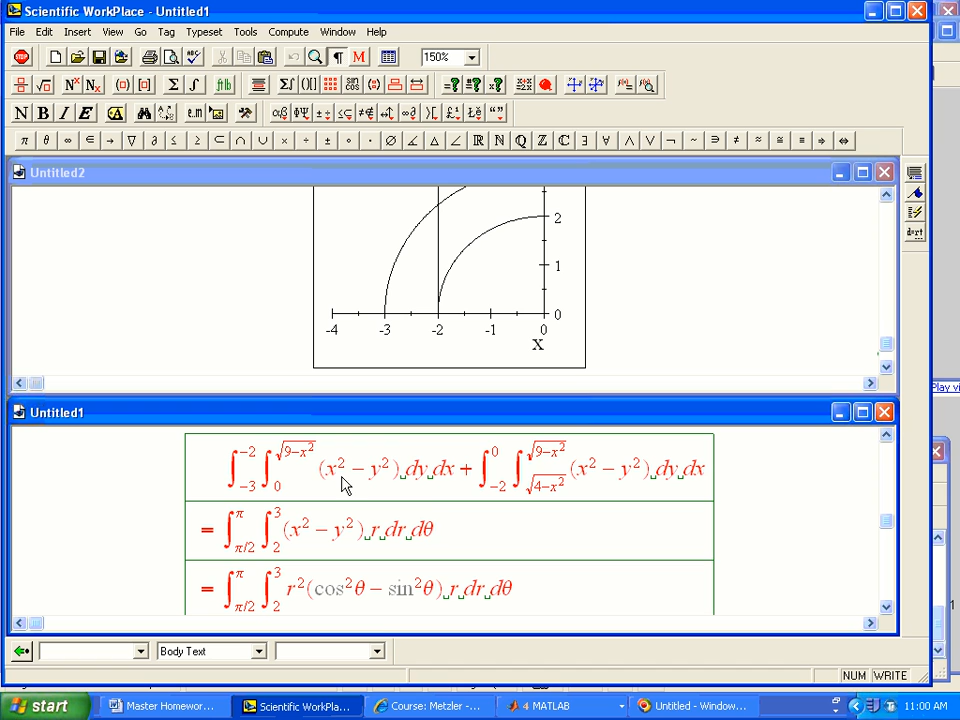 Scientific WorkPlace - Untitled1
File Edit Insert View Go Tag Typeset Tools Compute Window Help
150%
Untitled2
2
1
0
-4 -3 -2 -1 0
X
Play vi
Untitled1
∫_{-3}^{-2} ∫_{0}^{√(9-x²)} (x² - y²) dy dx + ∫_{-2}^{0} ∫_{√(4-x²)}^{√(9-x²)} (x² - y²) dy dx
= ∫_{π/2}^{π} ∫_{2}^{3} (x² - y²) r dr dθ
= ∫_{π/2}^{π} ∫_{2}^{3} r² (cos²θ - sin²θ) r dr dθ
Body Text
NUM WRITE
start Master Homewor... Scientific WorkPla... Course: Metzler -... 4 MATLAB Untitled - Window... 11:00 AM